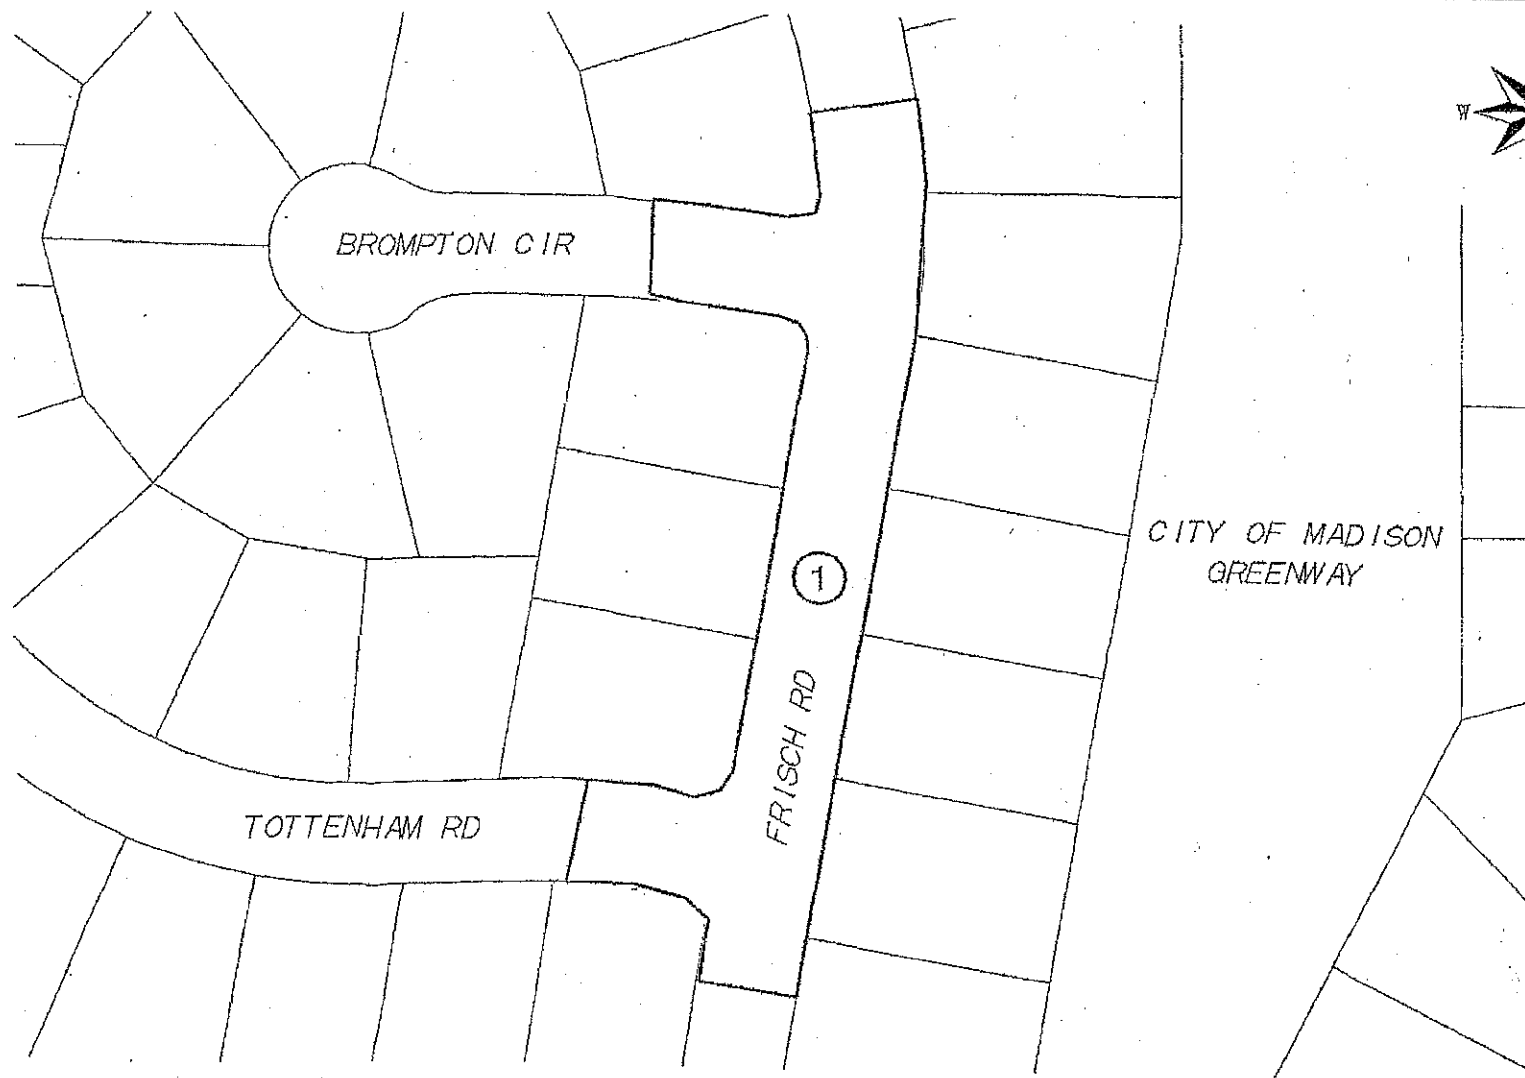 W
BROMPTON CIR
CITY OF MADISON
GREENWAY
1
FRISCH RD
TOTTENHAM RD